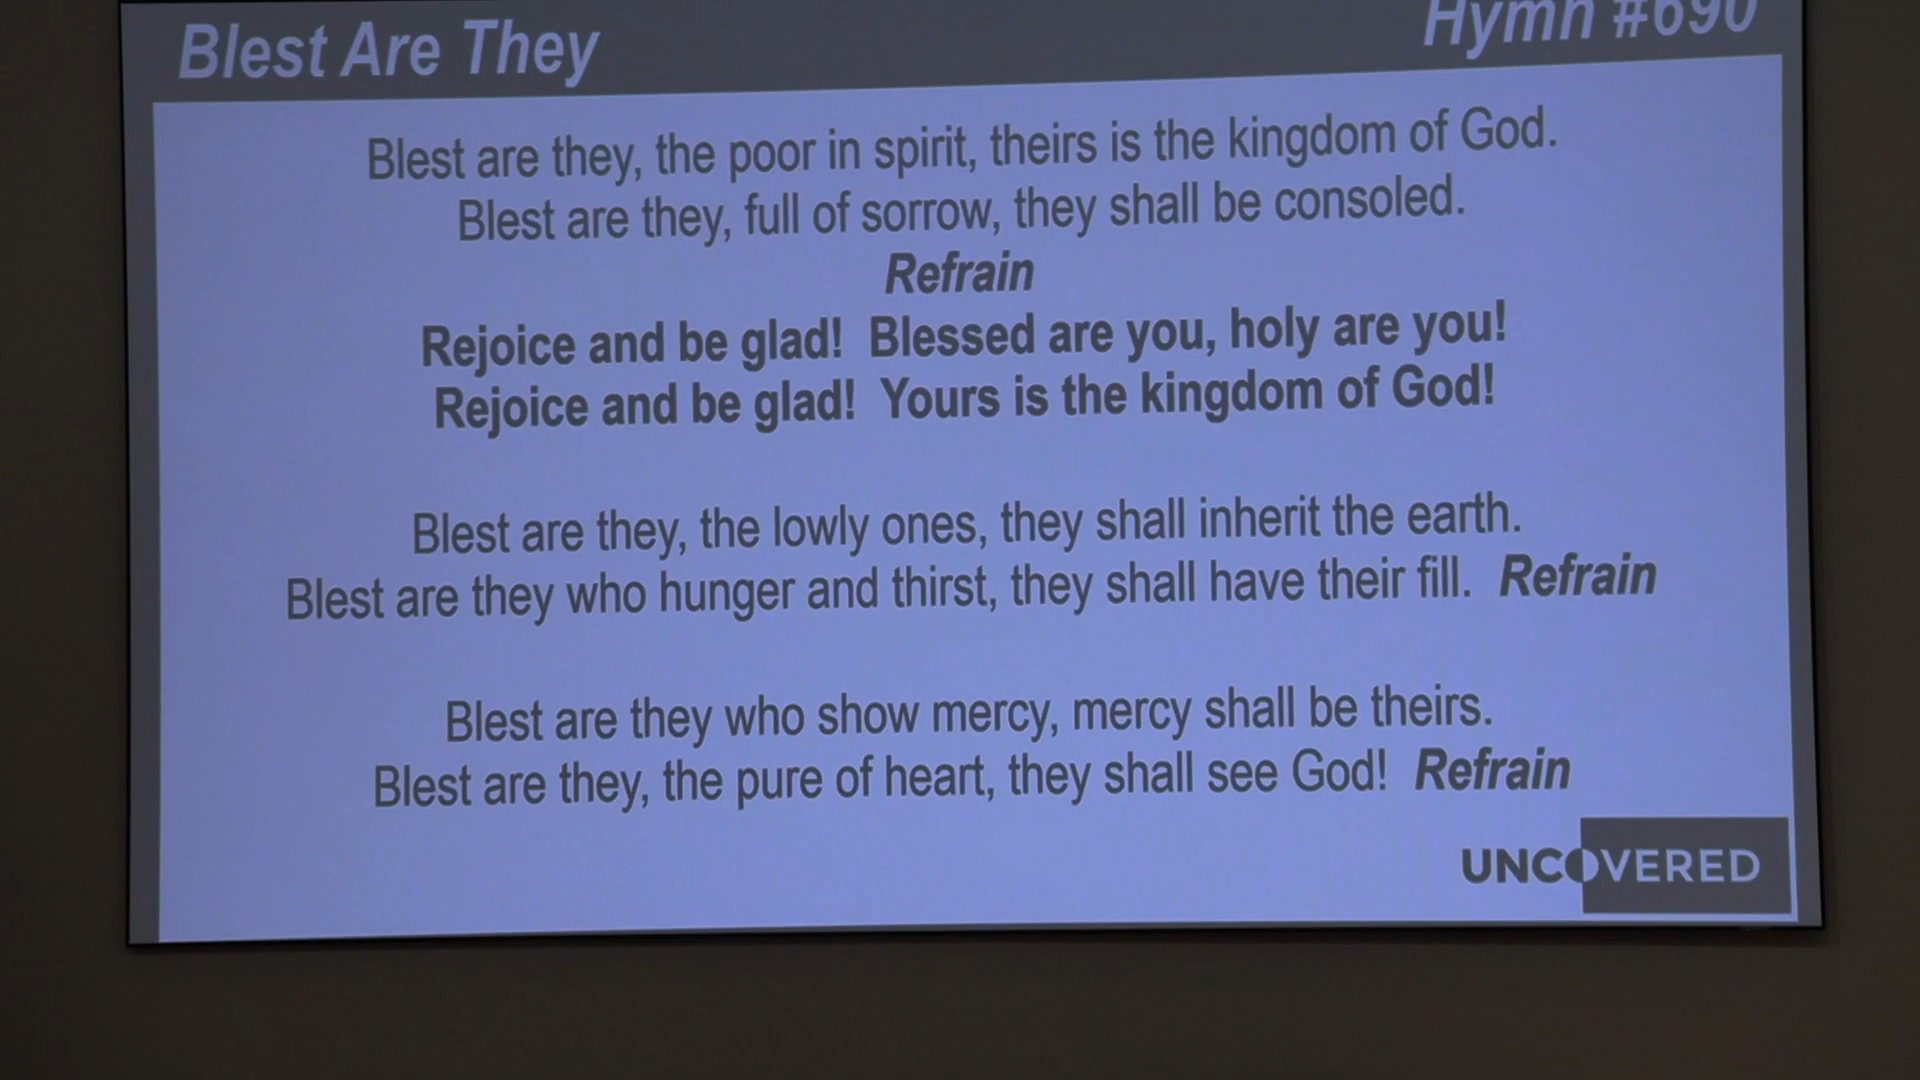 Blest Are They
Hymn #690
Blest are they, the poor in spirit, theirs is the kingdom of God.
Blest are they, full of sorrow, they shall be consoled.
Refrain
Rejoice and be glad!  Blessed are you, holy are you!
Rejoice and be glad!  Yours is the kingdom of God!
Blest are they, the lowly ones, they shall inherit the earth.
Blest are they who hunger and thirst, they shall have their fill.  Refrain
Blest are they who show mercy, mercy shall be theirs.
Blest are they, the pure of heart, they shall see God!  Refrain
UNCOVERED